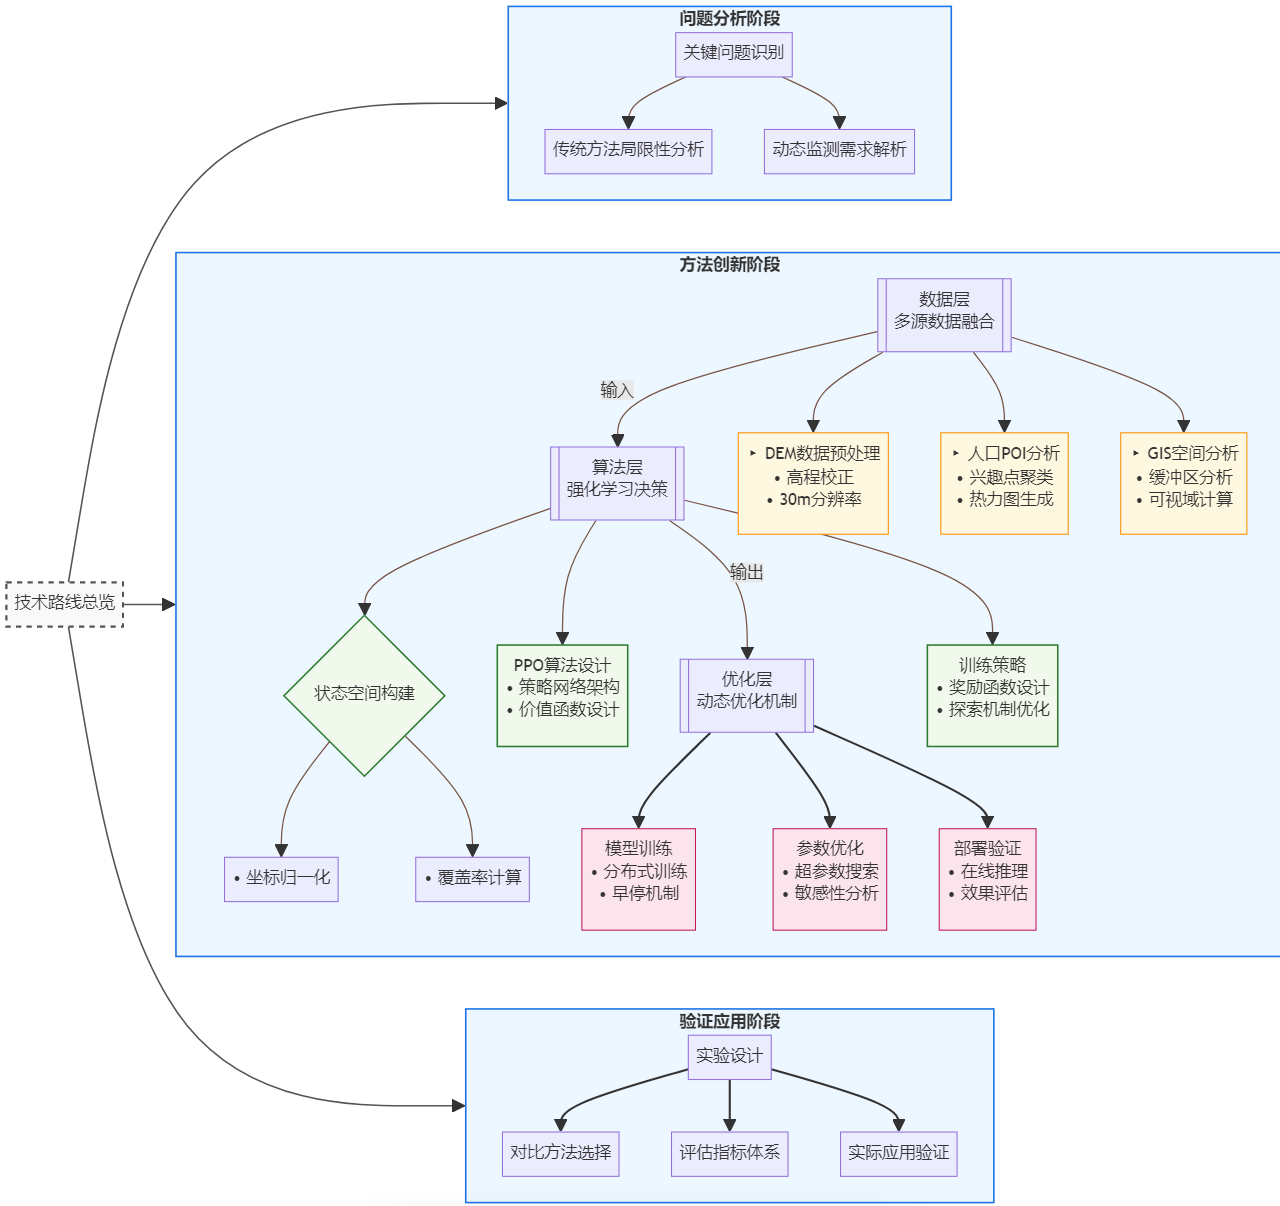 问题分析阶段
关键问题识别
传统方法局限性分析
动态监测需求解析
方法创新阶段
数据层
多源数据融合
输入
算法层
强化学习决策
‣ DEM数据预处理
• 高程校正
• 30m分辨率
‣ 人口POI分析
• 兴趣点聚类
• 热力图生成
‣ GIS空间分析
• 缓冲区分析
• 可视域计算
输出
技术路线总览
状态空间构建
PPO算法设计
• 策略网络架构
• 价值函数设计
优化层
动态优化机制
训练策略
• 奖励函数设计
• 探索机制优化
• 坐标归一化
• 覆盖率计算
模型训练
• 分布式训练
• 早停机制
参数优化
• 超参数搜索
• 敏感性分析
部署验证
• 在线推理
• 效果评估
验证应用阶段
实验设计
对比方法选择
评估指标体系
实际应用验证